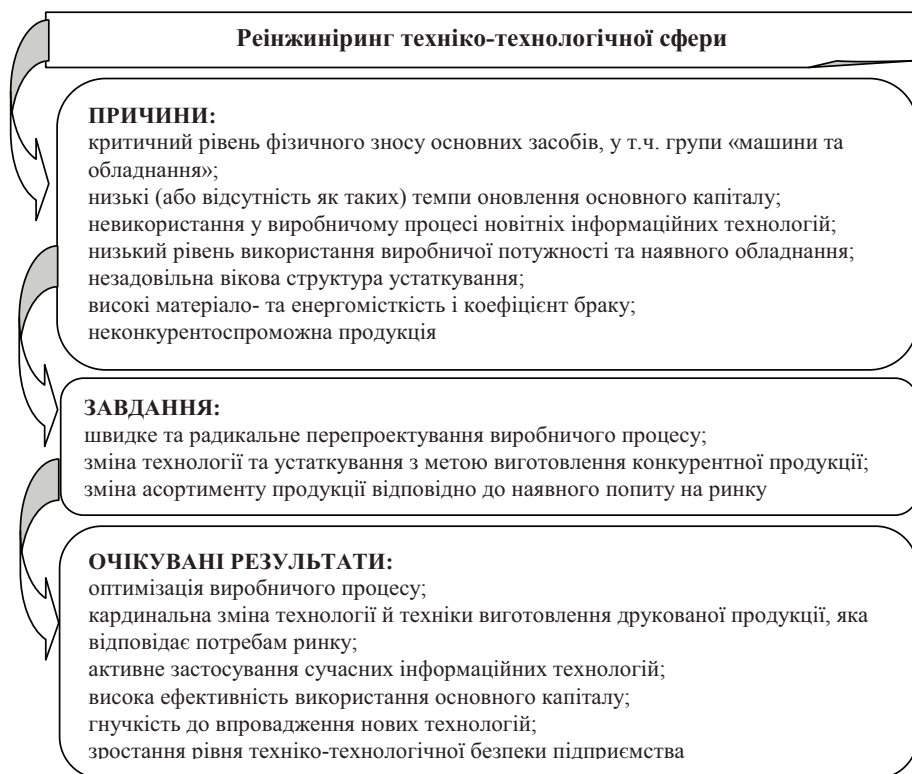 Реінжиніринг техніко-технологічної сфери
ПРИЧИНИ:
критичний рівень фізичного зносу основних засобів, у т.ч. групи «машини та
обладнання»;
низькі (або відсутність як таких) темпи оновлення основного капіталу;
невикористання у виробничому процесі новітніх інформаційних технологій;
низький рівень використання виробничої потужності та наявного обладнання;
незадовільна вікова структура устаткування;
високі матеріало- та енергомісткість і коефіцієнт браку;
неконкурентоспроможна продукція
ЗАВДАННЯ:
швидке та радикальне перепроектування виробничого процесу;
зміна технології та устаткування з метою виготовлення конкурентної продукції;
зміна асортименту продукції відповідно до наявного попиту на ринку
ОЧІКУВАНІ РЕЗУЛЬТАТИ:
оптимізація виробничого процесу;
кардинальна зміна технології й техніки виготовлення друкованої продукції, яка
відповідає потребам ринку;
активне застосування сучасних інформаційних технологій;
висока ефективність використання основного капіталу;
гнучкість до впровадження нових технологій;
зростання рівня техніко-технологічної безпеки підприємства